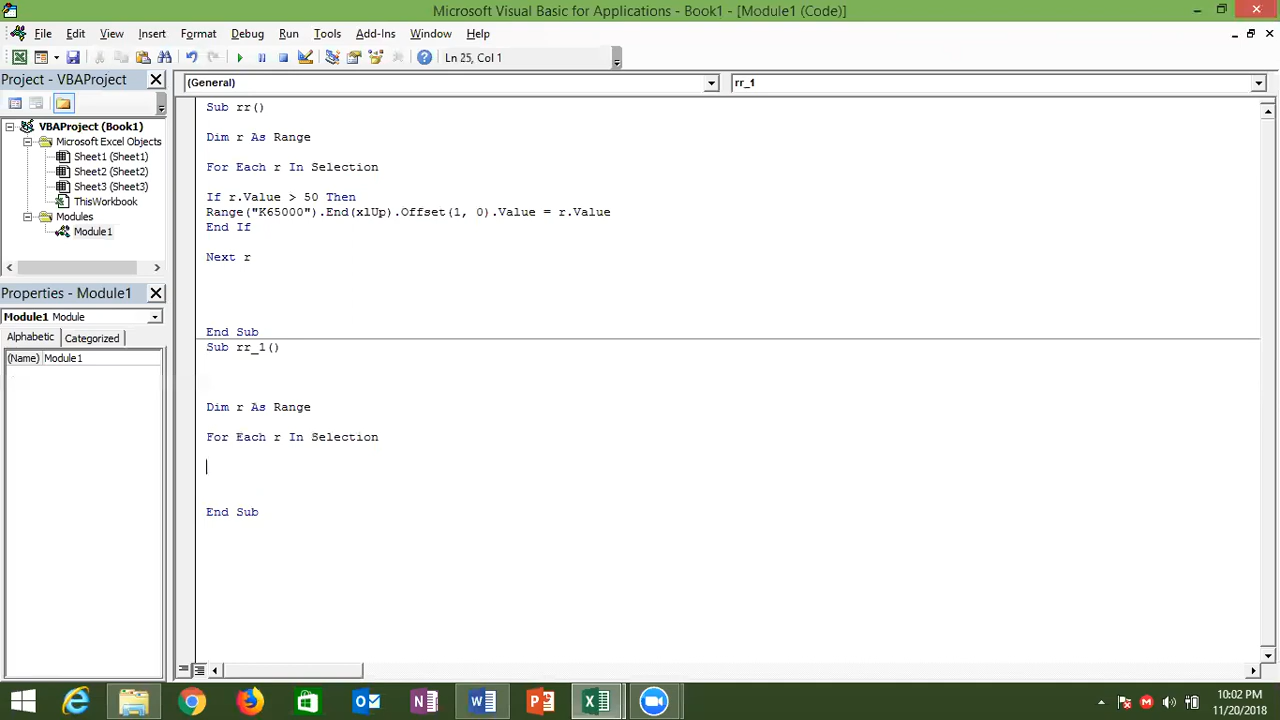 Microsoft Visual Basic for Applications - Book1 - [Module1 (Code)]
File Edit View Insert Format Debug Run Tools Add-Ins Window Help
Ln 25, Col 1
Project - VBAProject
(General)
rr_1
VBAProject (Book1)
Microsoft Excel Objects
Sheet1 (Sheet1)
Sheet2 (Sheet2)
Sheet3 (Sheet3)
ThisWorkbook
Modules
Module1
Properties - Module1
Module1 Module
Alphabetic Categorized
(Name) Module1
Sub rr()
Dim r As Range
For Each r In Selection
If r.Value > 50 Then
Range("K65000").End(xlUp).Offset(1, 0).Value = r.Value
End If
Next r
End Sub
Sub rr_1()
Dim r As Range
For Each r In Selection
End Sub
10:02 PM
11/20/2018